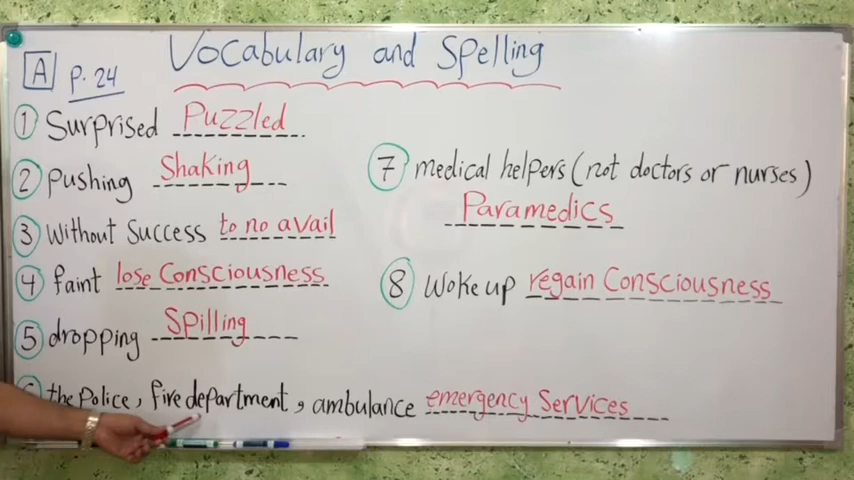 Vocabulary and Spelling
A P. 24
1 Surprised Puzzled
2 Pushing Shaking
3 Without Success to no avail
4 faint lose Consciousness
5 dropping Spilling
6 the Police, fire department, ambulance emergency Services
7 medical helpers (not doctors or nurses)
Paramedics
8 Woke up regain Consciousness